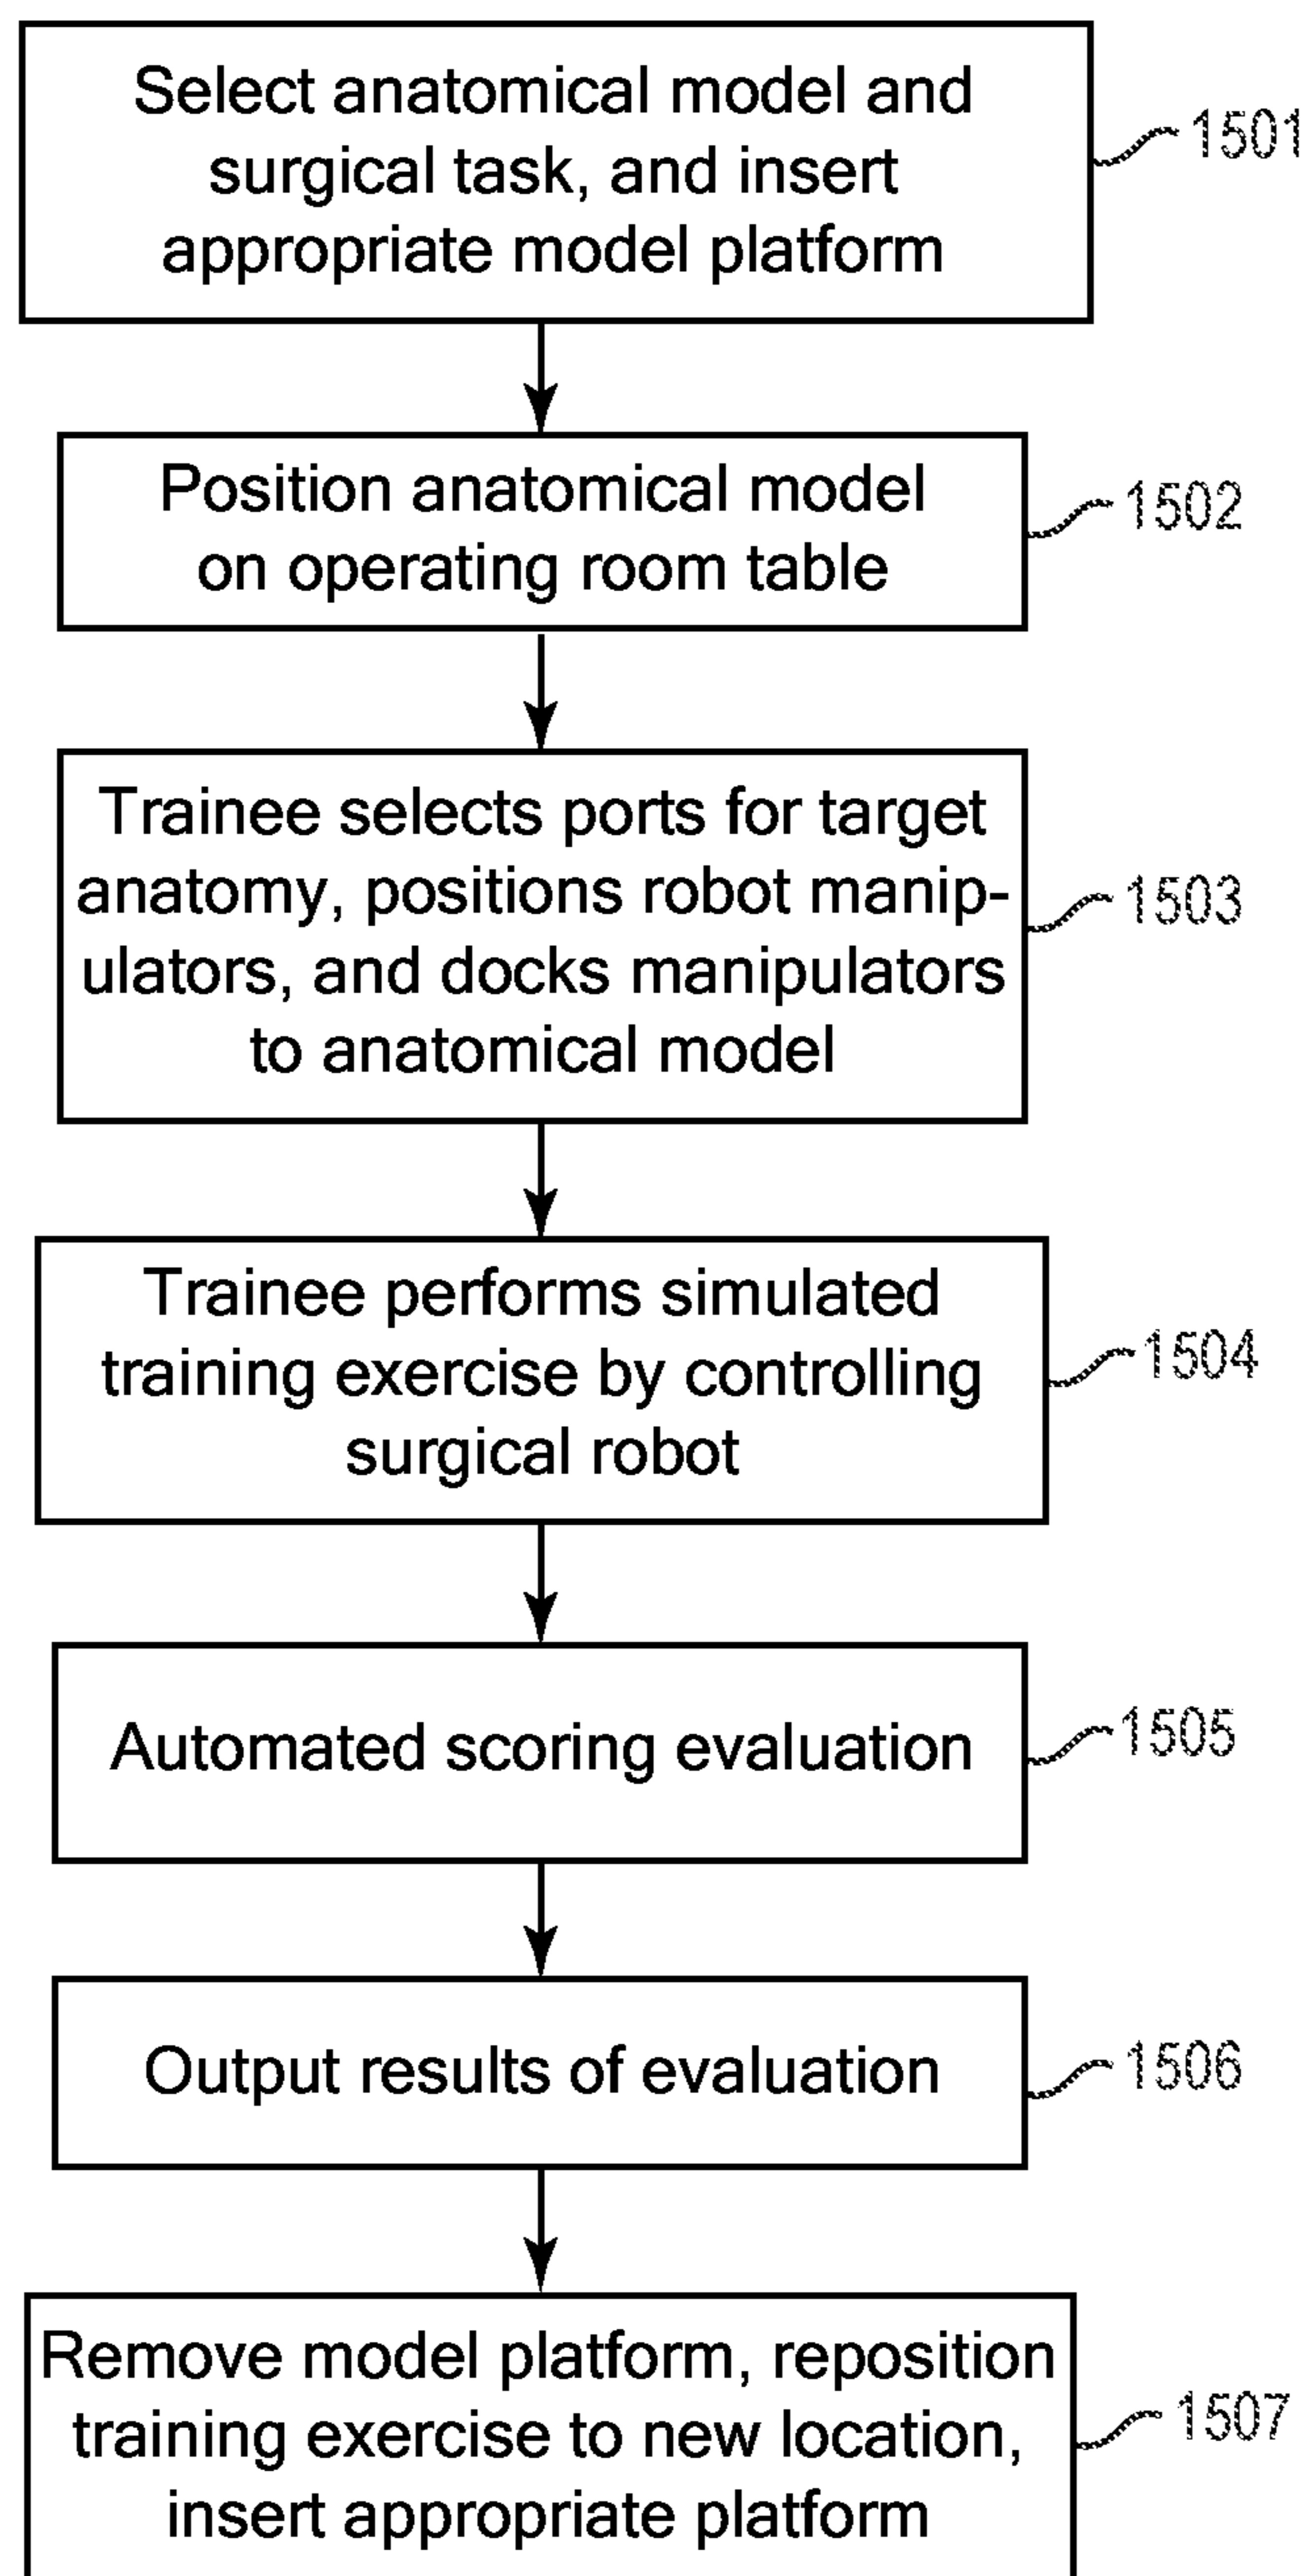 Select anatomical model and
surgical task, and insert
appropriate model platform
1501
Position anatomical model
on operating room table
1502
Trainee selects ports for target
anatomy, positions robot manip-
ulators, and docks manipulators
to anatomical model
1503
Trainee performs simulated
training exercise by controlling
surgical robot
1504
Automated scoring evaluation
1505
Output results of evaluation
1506
Remove model platform, reposition
training exercise to new location,
insert appropriate platform
1507